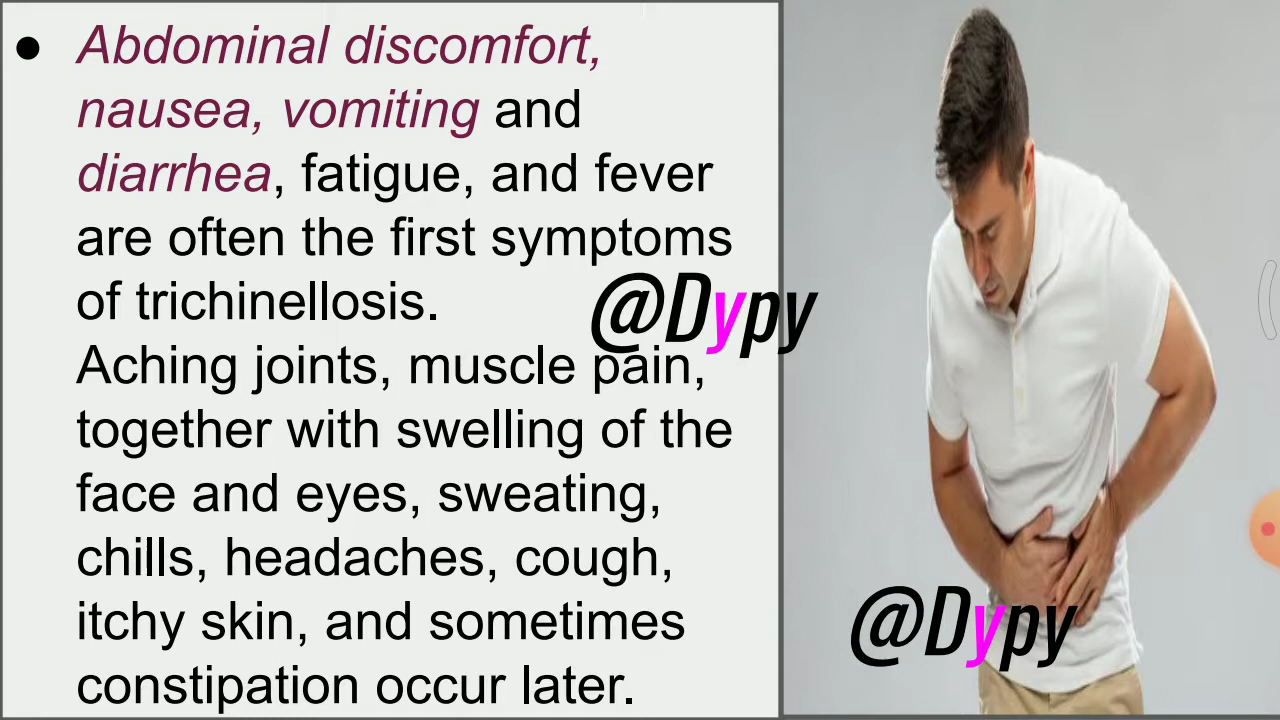 ● Abdominal discomfort,
nausea, vomiting and
diarrhea, fatigue, and fever
are often the first symptoms
of trichinellosis.
@Dypy
Aching joints, muscle pain,
together with swelling of the
face and eyes, sweating,
chills, headaches, cough,
itchy skin, and sometimes
constipation occur later.
@Dypy